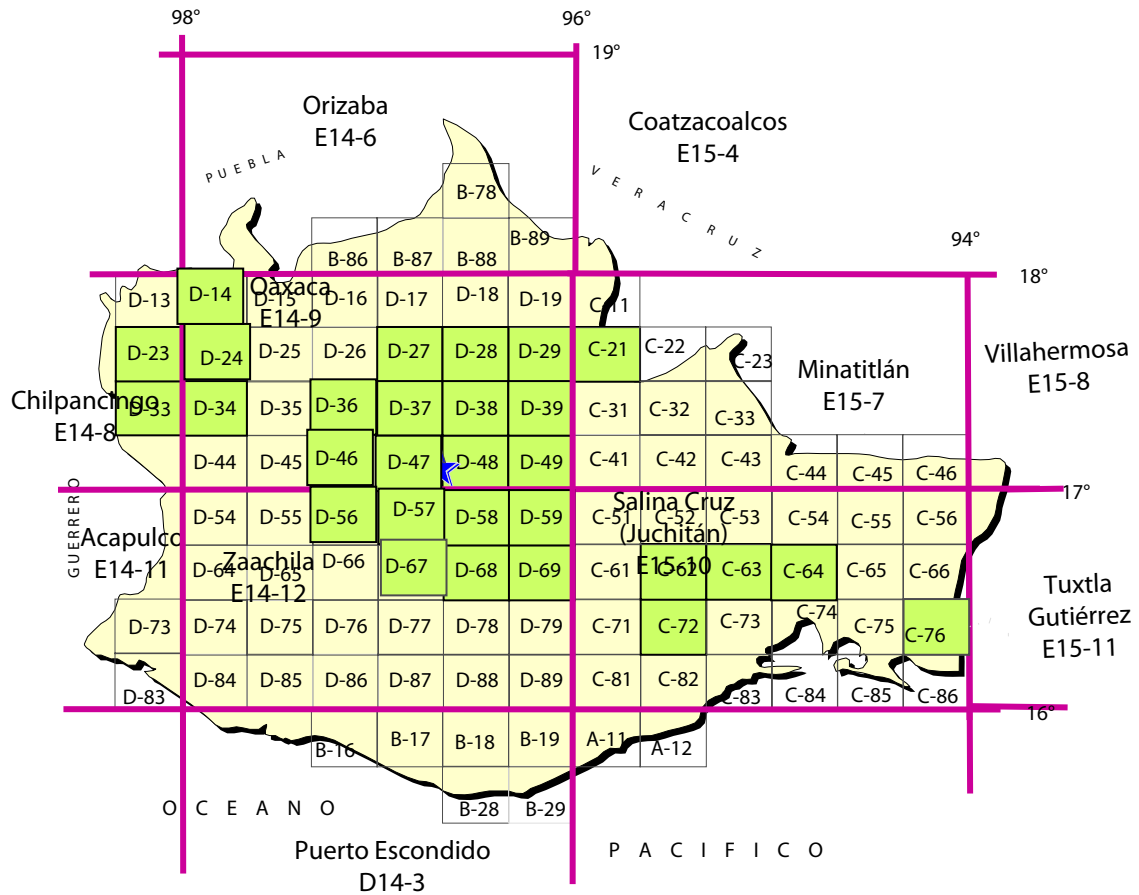 98°
96°
19°
Orizaba
E14-6
Coatzacoalcos
E15-4
PUEBLA
VERACRUZ
B-78
B-89
94°
B-86 B-87 B-88
18°
D-13 D-14 D-15 D-16 D-17 D-18 D-19 C-11
Oaxaca
E14-9
D-23 D-24 D-25 D-26 D-27 D-28 D-29 C-21 C-22 C-23
Minatitlán
E15-7
Villahermosa
E15-8
Chilpancingo
E14-8
D-33 D-34 D-35 D-36 D-37 D-38 D-39 C-31 C-32 C-33
D-44 D-45 D-46 D-47 D-48 D-49 C-41 C-42 C-43 C-44 C-45 C-46
17°
GUERRERO
D-54 D-55 D-56 D-57 D-58 D-59 C-51 C-52 C-53 C-54 C-55 C-56
Salina Cruz
(Juchitán)
E15-10
Acapulco
E14-11
Zaachila
E14-12
D-64 D-65 D-66 D-67 D-68 D-69 C-61 C-62 C-63 C-64 C-65 C-66
Tuxtla
Gutiérrez
E15-11
D-73 D-74 D-75 D-76 D-77 D-78 D-79 C-71 C-72 C-73 C-74 C-75 C-76
D-83 D-84 D-85 D-86 D-87 D-88 D-89 C-81 C-82 C-83 C-84 C-85 C-86
16°
B-16 B-17 B-18 B-19 A-11 A-12
OCEANO
B-28 B-29
Puerto Escondido
D14-3
PACIFICO